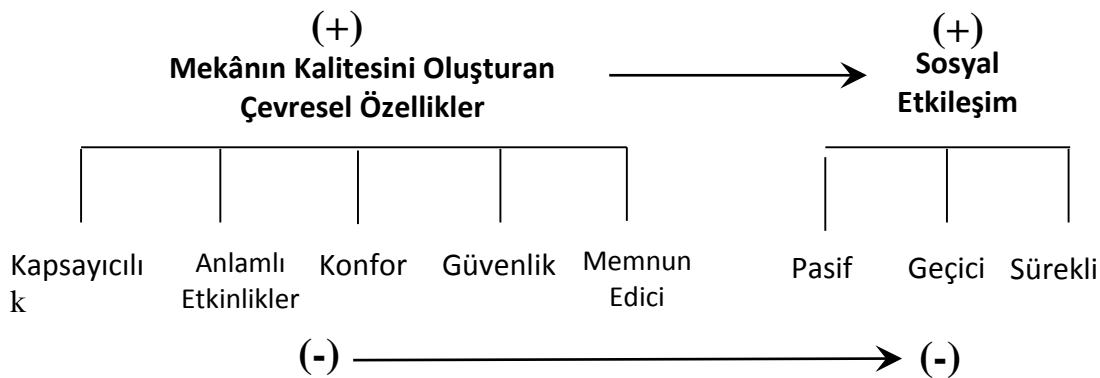 (+)
Mekânın Kalitesini Oluşturan
Çevresel Özellikler
(+)
Sosyal
Etkileşim
Kapsayıcılı
k
Anlamlı
Etkinlikler
Konfor
Güvenlik
Memnun
Edici
Pasif
Geçici
Sürekli
(-)
(-)